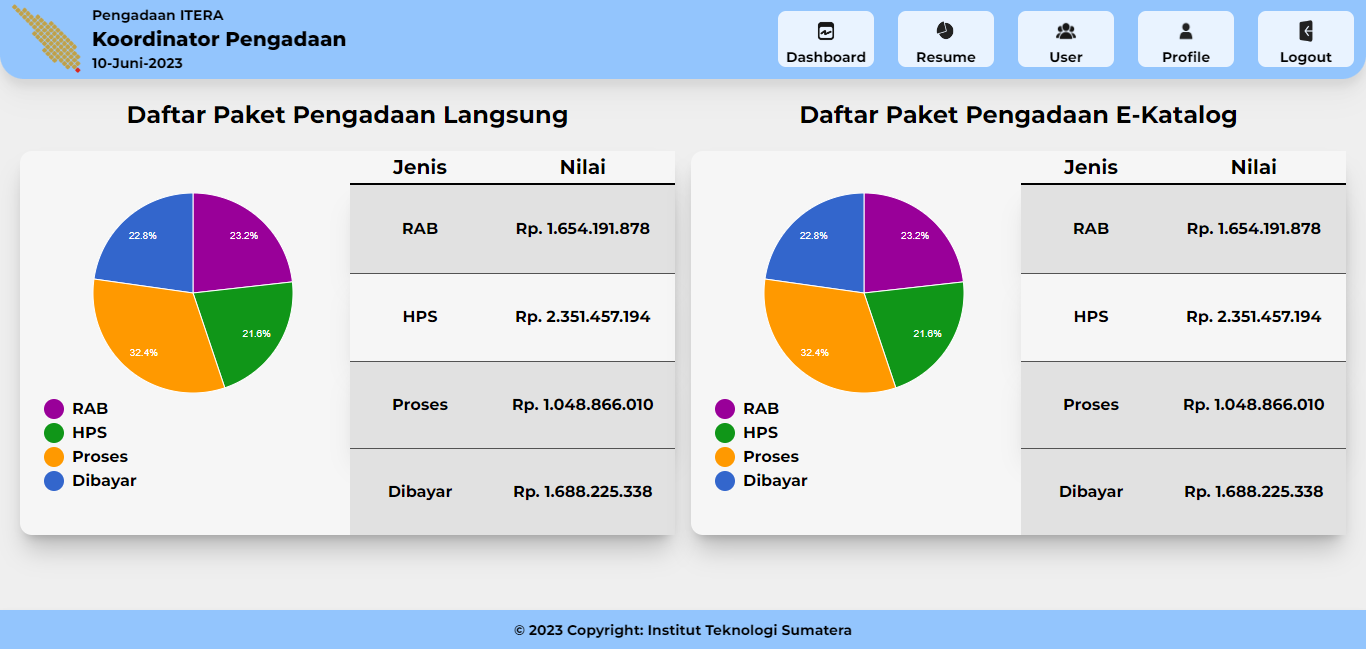 Pengadaan ITERA
Koordinator Pengadaan
10-Juni-2023
Dashboard
Resume
User
Profile
Logout
Daftar Paket Pengadaan Langsung
22.8%
23.2%
21.6%
32.4%
RAB
HPS
Proses
Dibayar
Jenis Nilai
RAB Rp. 1.654.191.878
HPS Rp. 2.351.457.194
Proses Rp. 1.048.866.010
Dibayar Rp. 1.688.225.338
Daftar Paket Pengadaan E-Katalog
22.8%
23.2%
21.6%
32.4%
RAB
HPS
Proses
Dibayar
Jenis Nilai
RAB Rp. 1.654.191.878
HPS Rp. 2.351.457.194
Proses Rp. 1.048.866.010
Dibayar Rp. 1.688.225.338
© 2023 Copyright: Institut Teknologi Sumatera